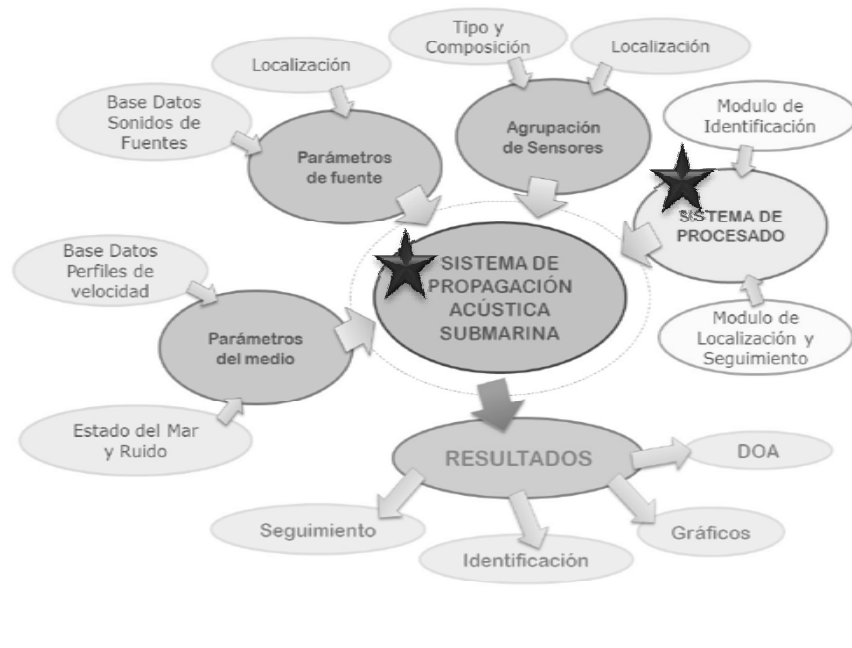 Tipo y
Composición
Localización
Localización
Base Datos
Sonidos de
Fuentes
Parámetros
de fuente
Agrupación
de Sensores
Modulo de
Identificación
SISTEMA DE
PROCESADO
Base Datos
Perfiles de
velocidad
SISTEMA DE
PROPAGACIÓN
ACÚSTICA
SUBMARINA
Parámetros
del medio
Modulo de
Localización y
Seguimiento
Estado del Mar
y Ruido
RESULTADOS
DOA
Seguimiento
Identificación
Gráficos